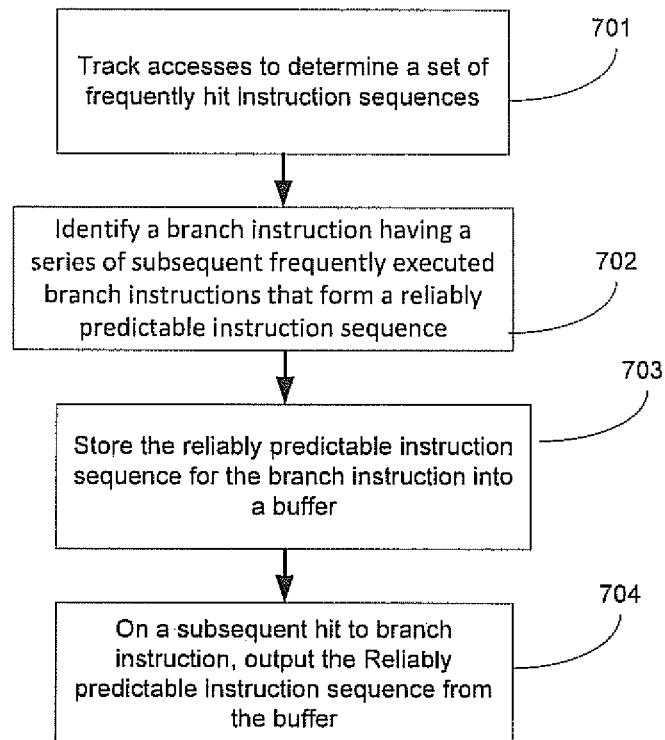 701
Track accesses to determine a set of
frequently hit instruction sequences
Identify a branch instruction having a
series of subsequent frequently executed
branch instructions that form a reliably
predictable instruction sequence
702
703
Store the reliably predictable instruction
sequence for the branch instruction into
a buffer
704
On a subsequent hit to branch
instruction, output the Reliably
predictable instruction sequence from
the buffer